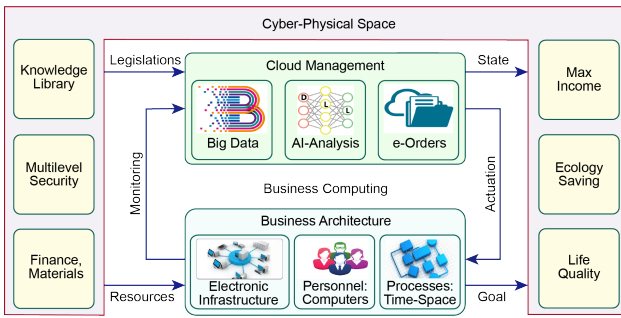 Cyber-Physical Space
Knowledge
Library
Multilevel
Security
Finance,
Materials
Legislations
Monitoring
Resources
Cloud Management
Big Data
D
L
L
AI-Analysis
e-Orders
Business Computing
Business Architecture
Electronic
Infrastructure
Personnel:
Computers
Processes:
Time-Space
State
Actuation
Goal
Max
Income
Ecology
Saving
Life
Quality